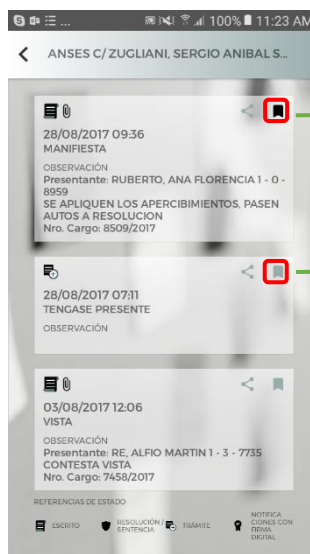 100% 11:23 AM
ANSES C/ ZUGLIANI, SERGIO ANIBAL S...
28/08/2017 09:36
MANIFIESTA
OBSERVACIÓN
Presentante: RUBERTO, ANA FLORENCIA 1 - 0 -
8959
SE APLIQUEN LOS APERCIBIMIENTOS, PASEN
AUTOS A RESOLUCION
Nro. Cargo: 8509/2017
28/08/2017 07:11
TENGASE PRESENTE
OBSERVACIÓN
03/08/2017 12:06
VISTA
OBSERVACIÓN
Presentante: RE, ALFIO MARTIN 1 - 3 - 7735
CONTESTA VISTA
Nro. Cargo: 7458/2017
REFERENCIAS DE ESTADO
ESCRITO
RESOLUCIÓN /
SENTENCIA
TRÁMITE
NOTIFICA
CIONES CON
FIRMA
DIGITAL